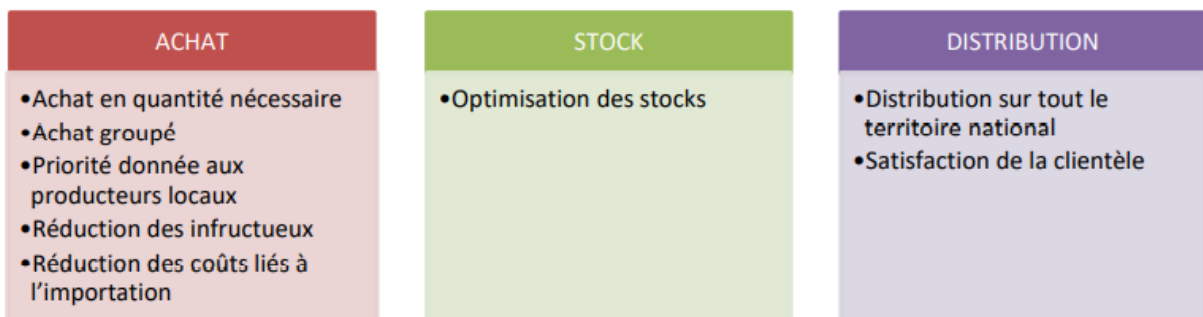 ACHAT
•Achat en quantité nécessaire
•Achat groupé
•Priorité donnée aux
producteurs locaux
•Réduction des infructueux
•Réduction des coûts liés à
l’importation
STOCK
•Optimisation des stocks
DISTRIBUTION
•Distribution sur tout le
territoire national
•Satisfaction de la clientèle